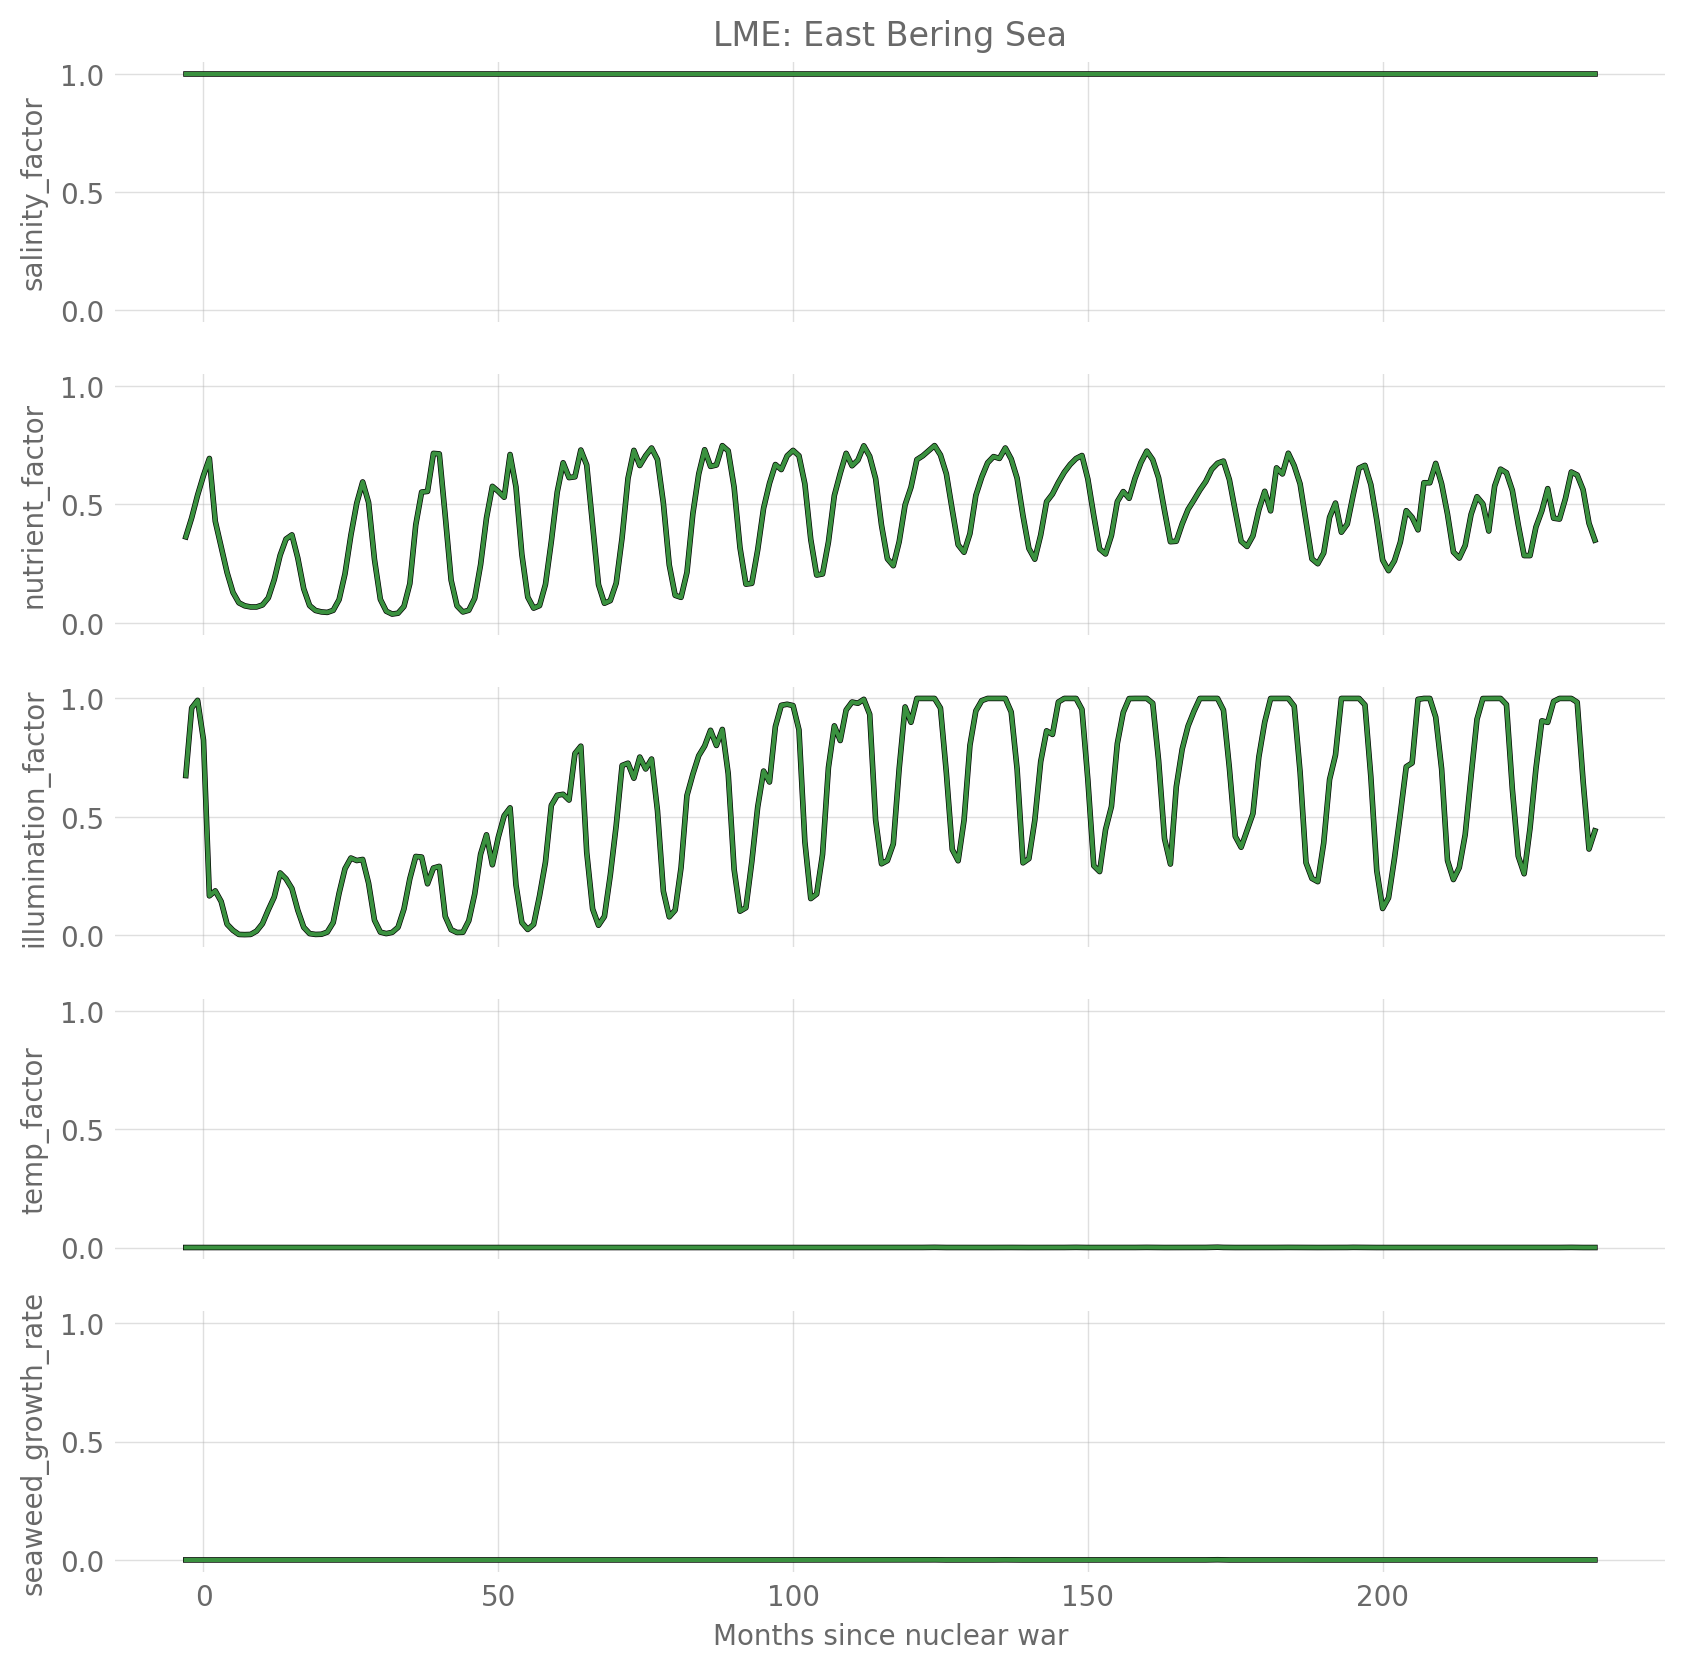 LME: East Bering Sea
1.0
0.5
0.0
salinity_factor
1.0
0.5
0.0
nutrient_factor
1.0
0.5
0.0
illumination_factor
1.0
0.5
0.0
temp_factor
1.0
0.5
0.0
seaweed_growth_rate
0 50 100 150 200
Months since nuclear war